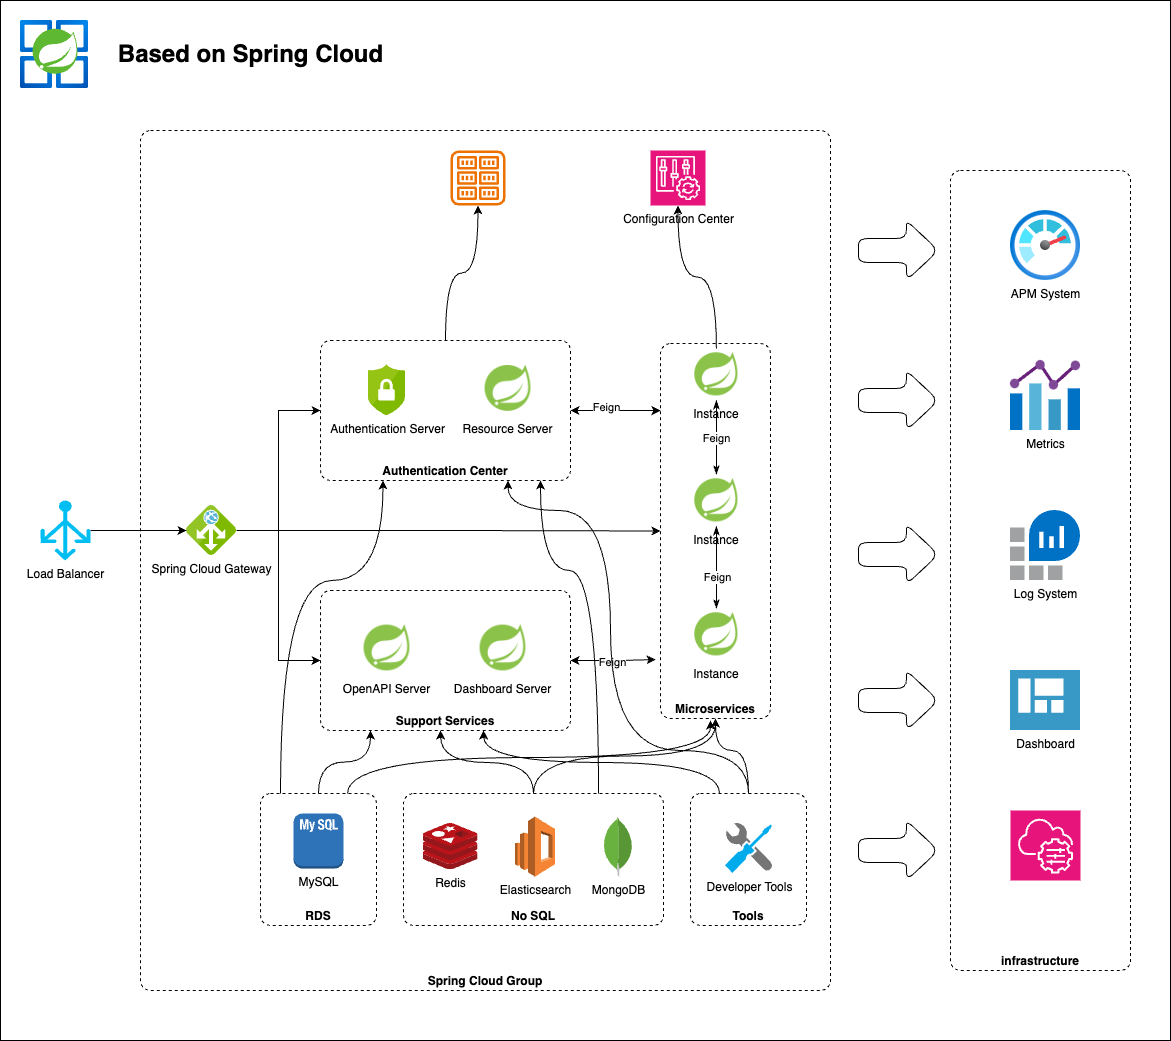 Based on Spring Cloud
Configuration Center
APM System
Authentication Server
Resource Server
Authentication Center
Feign
Instance
Feign
Instance
Feign
Instance
Microservices
Metrics
Load Balancer
Spring Cloud Gateway
Log System
OpenAPI Server
Dashboard Server
Support Services
Feign
Dashboard
My SQL
MySQL
RDS
Redis
Elasticsearch
MongoDB
No SQL
Developer Tools
Tools
infrastructure
Spring Cloud Group